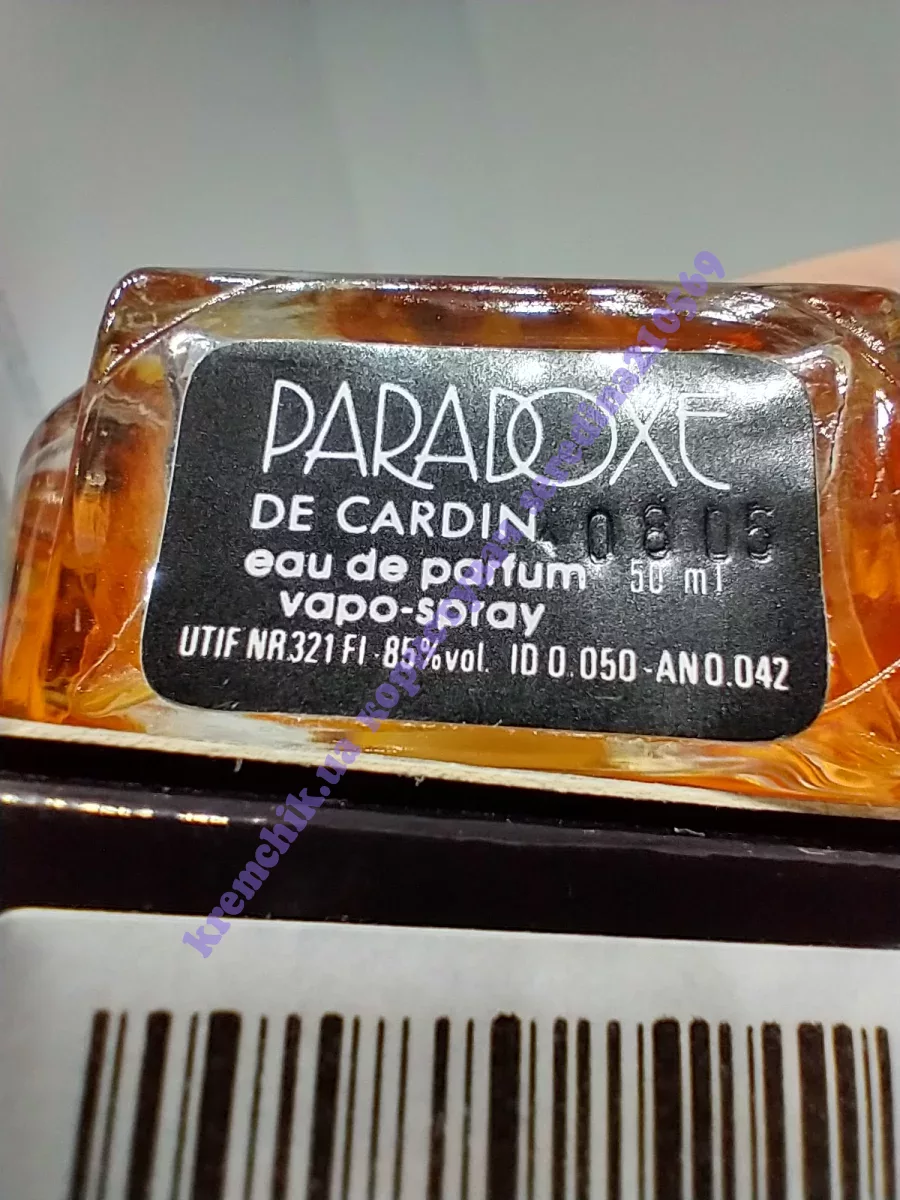 PARADOXE
DE CARDIN
0806
eau de parfum 50 ml
vapo-spray
UTIF NR.321 FI - 85%vol. ID 0.050 - AN 0.042
kremchik.ua